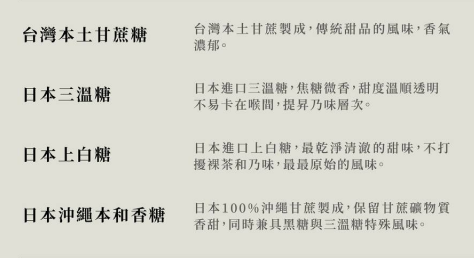 台灣本土甘蔗糖
台灣本土甘蔗製成,傳統甜品的風味,香氣
濃郁。
日本三溫糖
日本進口三溫糖,焦糖微香,甜度溫順透明
不易卡在喉間,提昇乃味層次。
日本上白糖
日本進口上白糖,最乾淨清澈的甜味,不打
擾裸茶和乃味,最最原始的風味。
日本沖繩本和香糖
日本100%沖繩甘蔗製成,保留甘蔗礦物質
香甜,同時兼具黑糖與三溫糖特殊風味。